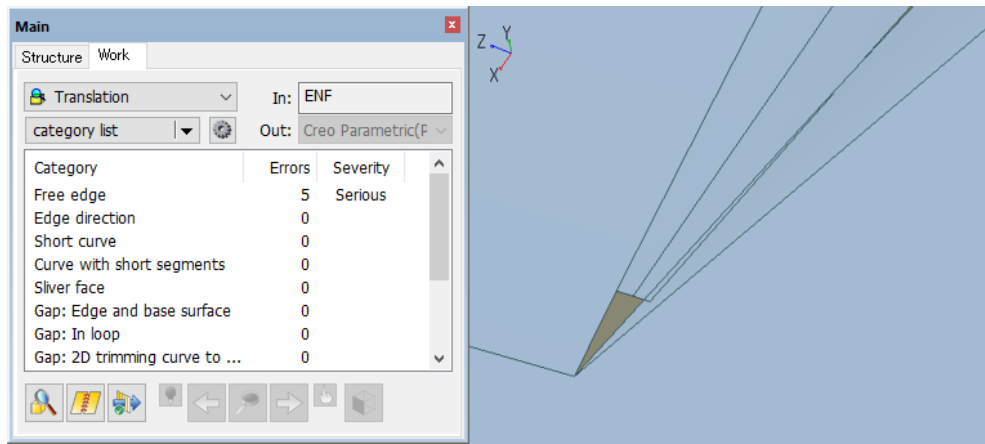 Main
Structure Work
Translation In: ENF
category list Out: Creo Parametric(P
Category Errors Severity
Free edge 5 Serious
Edge direction 0
Short curve 0
Curve with short segments 0
Sliver face 0
Gap: Edge and base surface 0
Gap: In loop 0
Gap: 2D trimming curve to ... 0
Z Y
X